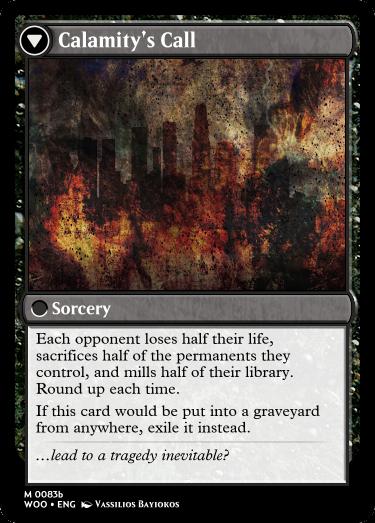 Calamity's Call
Sorcery
Each opponent loses half their life,
sacrifices half of the permanents they
control, and mills half of their library.
Round up each time.
If this card would be put into a graveyard
from anywhere, exile it instead.
…lead to a tragedy inevitable?
M 0083b
WOO • ENG Vassilios Bayiokos